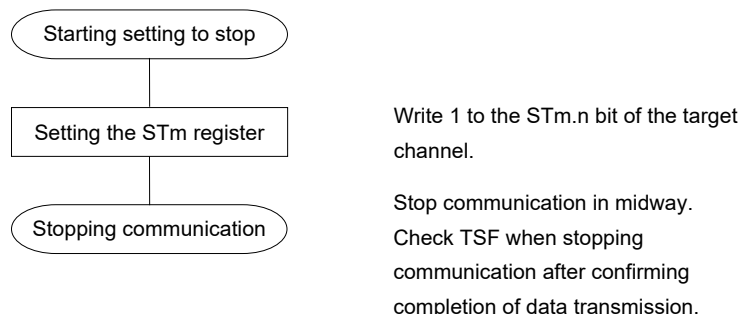 Starting setting to stop
Setting the STm register
Write 1 to the STm.n bit of the target
channel.
Stopping communication
Stop communication in midway.
Check TSF when stopping
communication after confirming
completion of data transmission.